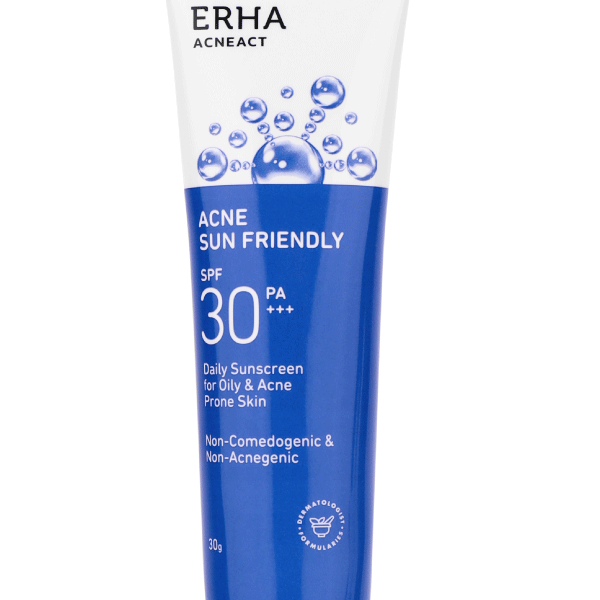 ERHA
ACNEACT
ACNE
SUN FRIENDLY
SPF
30 PA
+++
Daily Sunscreen
for Oily & Acne
Prone Skin
Non-Comedogenic &
Non-Acnegenic
DERMATOLOGIST
FORMULARIES
30g